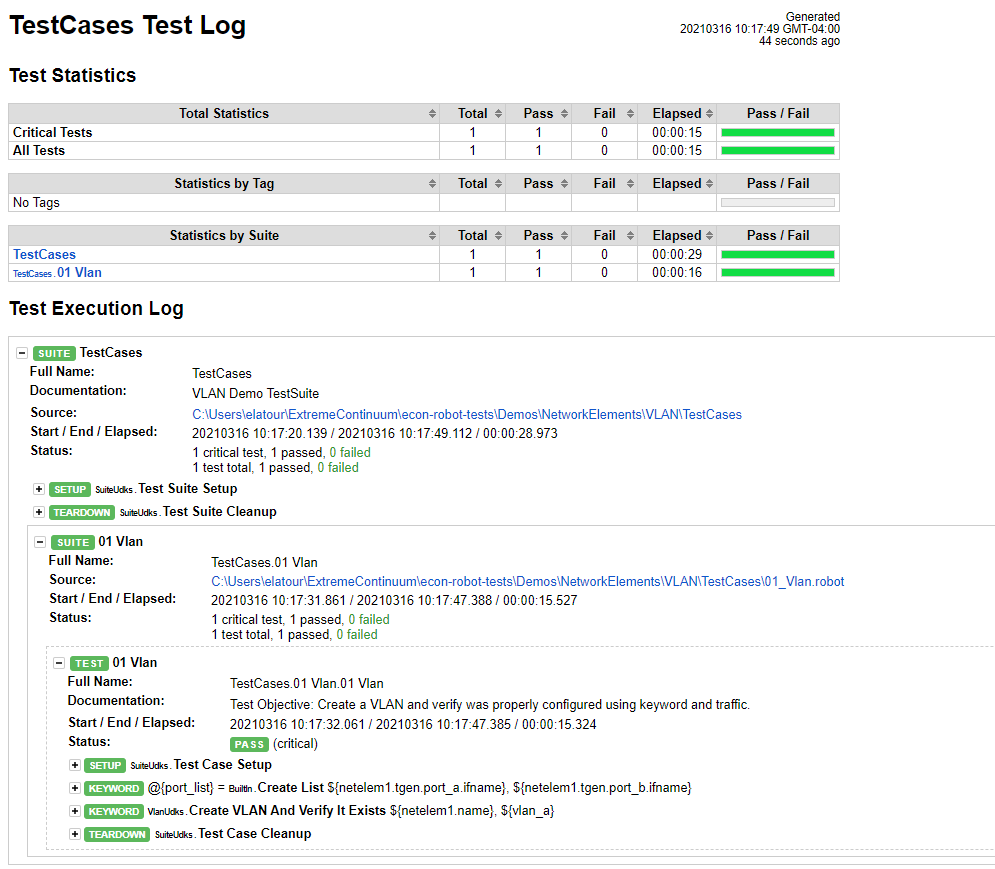 TestCases Test Log
Generated
20210316 10:17:49 GMT-04:00
44 seconds ago
Test Statistics
Total Statistics Total Pass Fail Elapsed Pass / Fail
Critical Tests 1 1 0 00:00:15
All Tests 1 1 0 00:00:15
Statistics by Tag Total Pass Fail Elapsed Pass / Fail
No Tags
Statistics by Suite Total Pass Fail Elapsed Pass / Fail
TestCases 1 1 0 00:00:29
TestCases.01 Vlan 1 1 0 00:00:16
Test Execution Log
SUITE TestCases
Full Name: TestCases
Documentation: VLAN Demo TestSuite
Source: C:\Users\elatour\ExtremeContinuum\econ-robot-tests\Demos\NetworkElements\VLAN\TestCases
Start / End / Elapsed: 20210316 10:17:20.139 / 20210316 10:17:49.112 / 00:00:28.973
Status: 1 critical test, 1 passed, 0 failed
1 test total, 1 passed, 0 failed
SETUP SuiteUdks.Test Suite Setup
TEARDOWN SuiteUdks.Test Suite Cleanup
SUITE 01 Vlan
Full Name: TestCases.01 Vlan
Source: C:\Users\elatour\ExtremeContinuum\econ-robot-tests\Demos\NetworkElements\VLAN\TestCases\01_Vlan.robot
Start / End / Elapsed: 20210316 10:17:31.861 / 20210316 10:17:47.388 / 00:00:15.527
Status: 1 critical test, 1 passed, 0 failed
1 test total, 1 passed, 0 failed
TEST 01 Vlan
Full Name: TestCases.01 Vlan.01 Vlan
Documentation: Test Objective: Create a VLAN and verify was properly configured using keyword and traffic.
Start / End / Elapsed: 20210316 10:17:32.061 / 20210316 10:17:47.385 / 00:00:15.324
Status: PASS (critical)
SETUP SuiteUdks.Test Case Setup
KEYWORD @{port_list} = BuiltIn.Create List ${netelem1.tgen.port_a.ifname}, ${netelem1.tgen.port_b.ifname}
KEYWORD VlanUdks.Create VLAN And Verify It Exists ${netelem1.name}, ${vlan_a}
TEARDOWN SuiteUdks.Test Case Cleanup